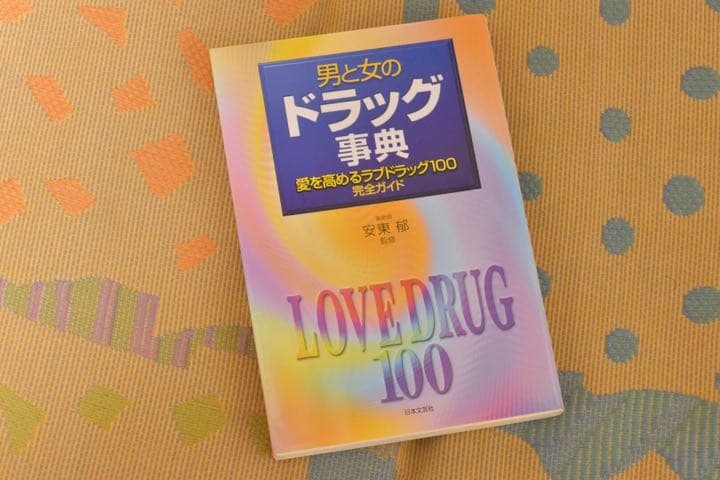 男と女の
ドラッグ
事典
愛を高めるラブドラッグ100
完全ガイド
安東 郁
監修
LOVE DRUG
100
日本文芸社